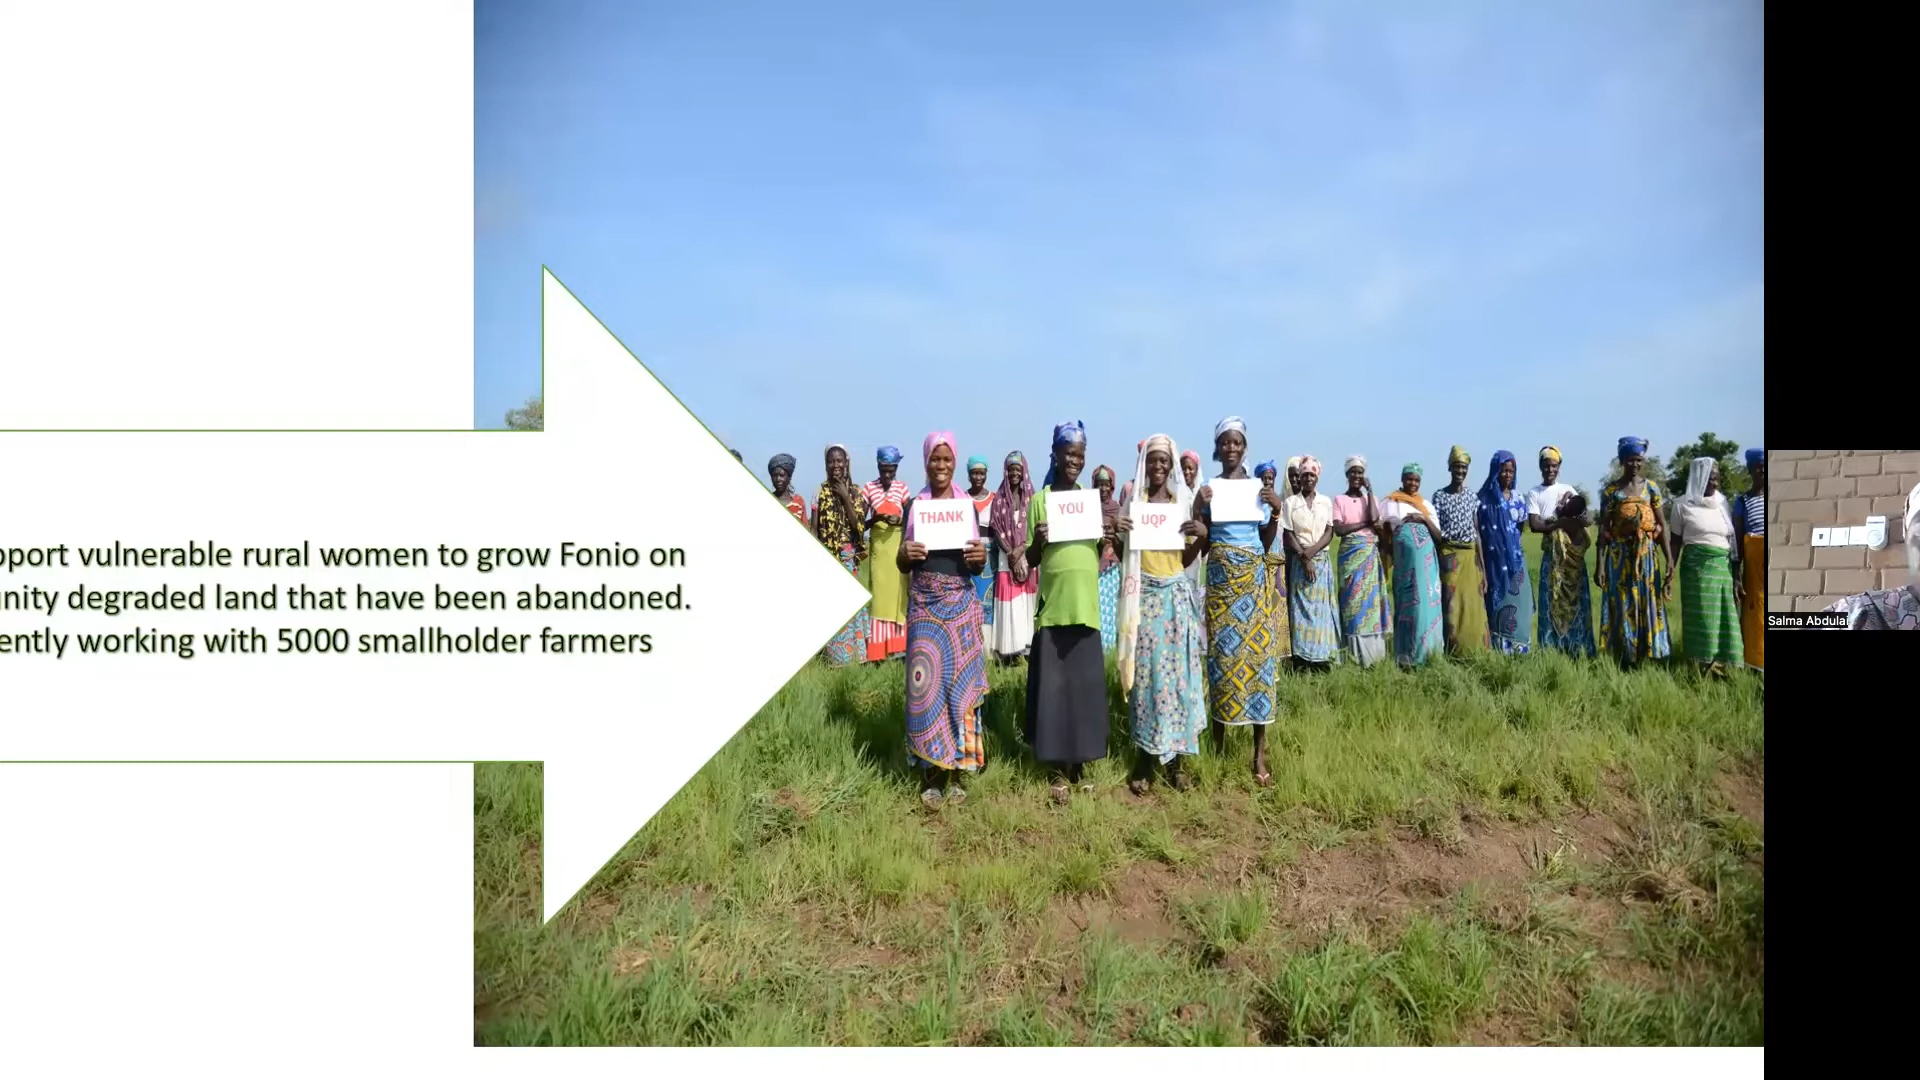 pport vulnerable rural women to grow Fonio on
unity degraded land that have been abandoned.
ently working with 5000 smallholder farmers
THANK
YOU
UQP
Salma Abdulai